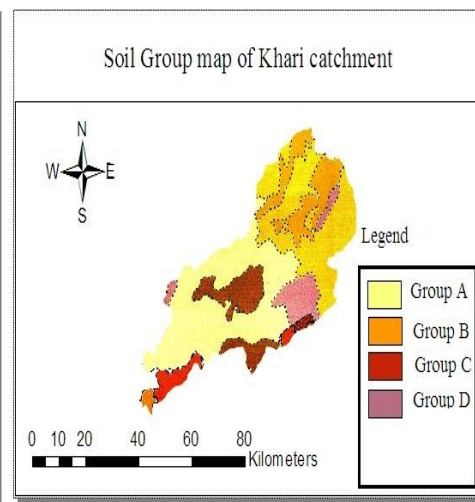 Soil Group map of Khari catchment
N
W E
S
Legend
Group A
Group B
Group C
Group D
0 10 20 40 60 80
Kilometers